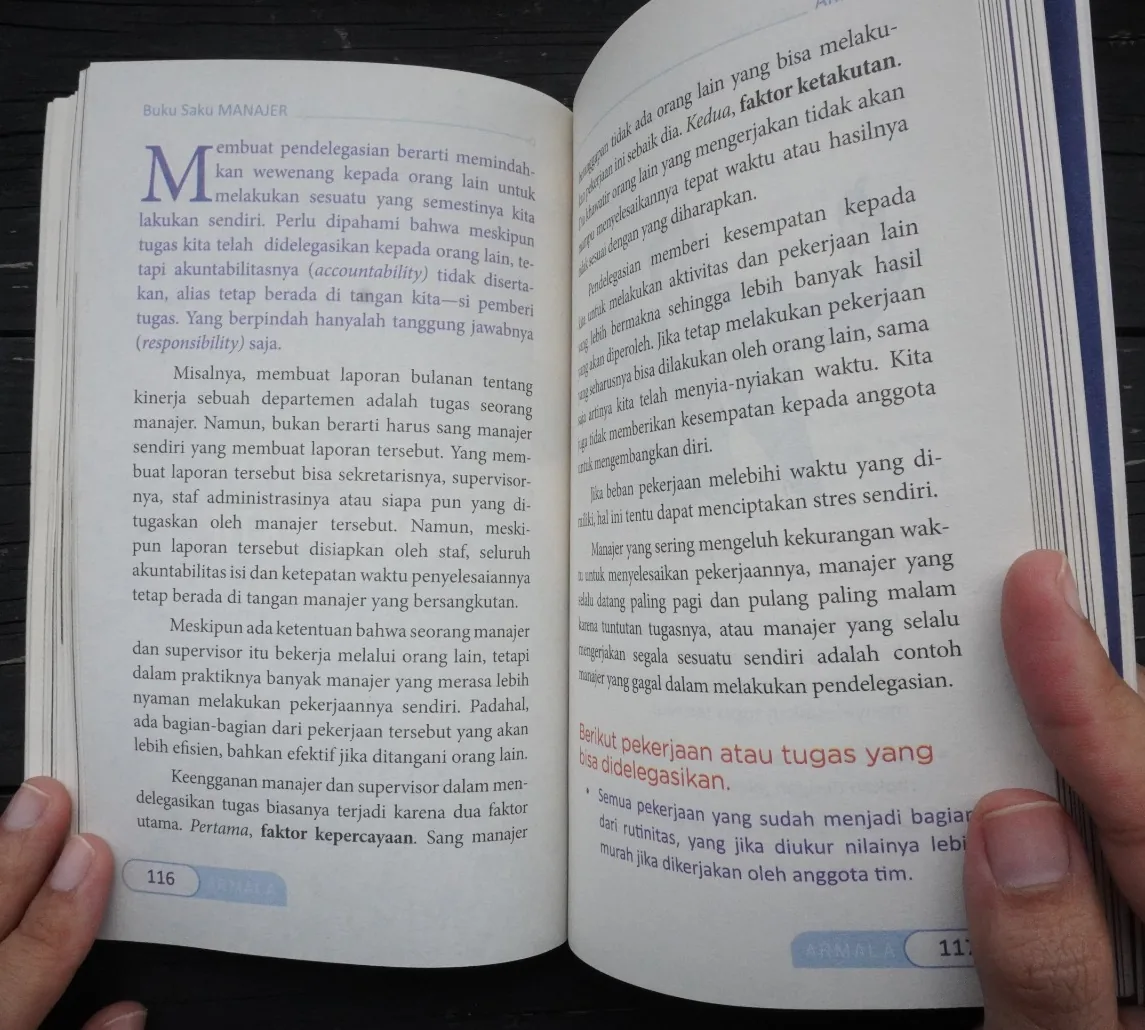 Buku Saku MANAJER
Membuat pendelegasian berarti memindah-
kan wewenang kepada orang lain untuk
melakukan sesuatu yang semestinya kita
lakukan sendiri. Perlu dipahami bahwa meskipun
tugas kita telah didelegasikan kepada orang lain, te-
tapi akuntabilitasnya (accountability) tidak diserta-
kan, alias tetap berada di tangan kita—si pemberi
tugas. Yang berpindah hanyalah tanggung jawabnya
(responsibility) saja.
Misalnya, membuat laporan bulanan tentang
kinerja sebuah departemen adalah tugas seorang
manajer. Namun, bukan berarti harus sang manajer
sendiri yang membuat laporan tersebut. Yang mem-
buat laporan tersebut bisa sekretarisnya, supervisor-
nya, staf administrasinya atau siapa pun yang di-
tugaskan oleh manajer tersebut. Namun, meski-
pun laporan tersebut disiapkan oleh staf, seluruh
akuntabilitas isi dan ketepatan waktu penyelesaiannya
tetap berada di tangan manajer yang bersangkutan.
Meskipun ada ketentuan bahwa seorang manajer
dan supervisor itu bekerja melalui orang lain, tetapi
dalam praktiknya banyak manajer yang merasa lebih
nyaman melakukan pekerjaannya sendiri. Padahal,
ada bagian-bagian dari pekerjaan tersebut yang akan
lebih efisien, bahkan efektif jika ditangani orang lain.
Keengganan manajer dan supervisor dalam men-
delegasikan tugas biasanya terjadi karena dua faktor
utama. Pertama, faktor kepercayaan. Sang manajer
116
ARMALA
tidak ada orang lain yang bisa melaku-
pekerjaan ini sebaik dia. Kedua, faktor ketakutan.
khawatir orang lain yang mengerjakan tidak akan
menyelesaikannya tepat waktu atau hasilnya
sesuai dengan yang diharapkan.
Pendelegasian memberi kesempatan kepada
untuk melakukan aktivitas dan pekerjaan lain
lebih bermakna sehingga lebih banyak hasil
akan diperoleh. Jika tetap melakukan pekerjaan
seharusnya bisa dilakukan oleh orang lain, sama
artinya kita telah menyia-nyiakan waktu. Kita
tidak memberikan kesempatan kepada anggota
untuk mengembangkan diri.
Jika beban pekerjaan melebihi waktu yang di-
hal ini tentu dapat menciptakan stres sendiri.
Manajer yang sering mengeluh kekurangan wak-
untuk menyelesaikan pekerjaannya, manajer yang
selalu datang paling pagi dan pulang paling malam
karena tuntutan tugasnya, atau manajer yang selalu
mengerjakan segala sesuatu sendiri adalah contoh
manajer yang gagal dalam melakukan pendelegasian.
Berikut pekerjaan atau tugas yang
bisa didelegasikan.
• Semua pekerjaan yang sudah menjadi bagian
dari rutinitas, yang jika diukur nilainya lebi
murah jika dikerjakan oleh anggota tim.
ARMALA
117